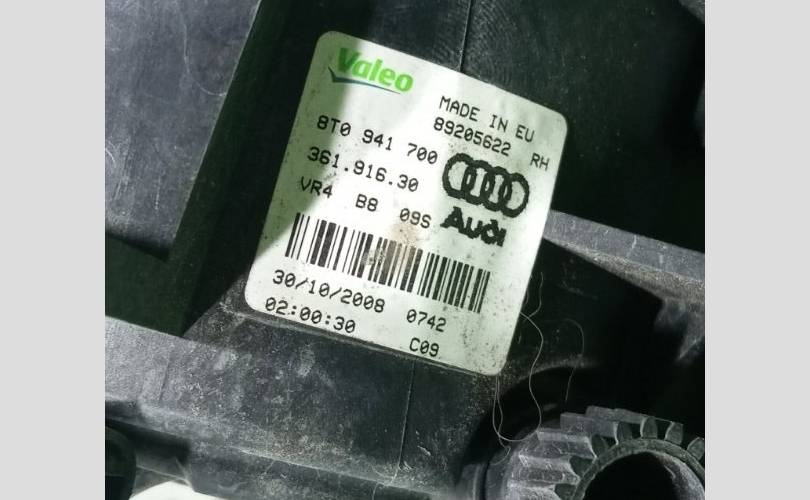 Valeo
MADE IN EU
89205622 RH
8T0 941 700
361.916.30
VR4 B8 09S
Audi
30/10/2008 0742
02:00:30 C09